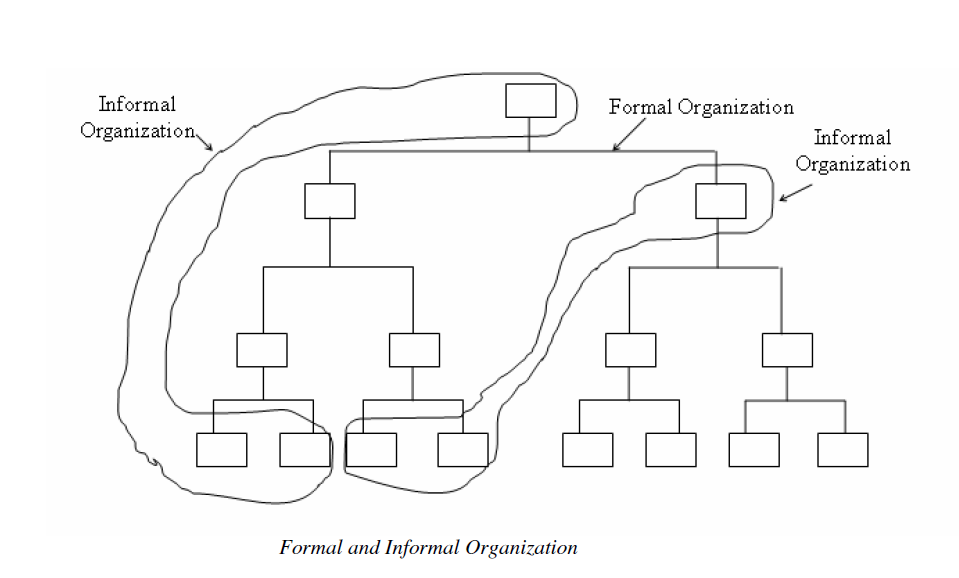 Informal
Organization
Formal Organization
Informal
Organization
Formal and Informal Organization